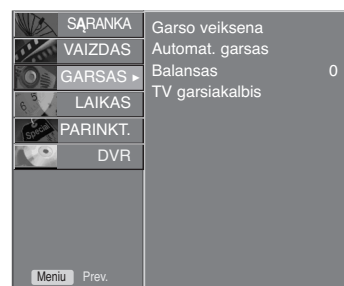 SĄRANKA
VAIZDAS
GARSAS ►
LAIKAS
PARINKT.
DVR
Garso veiksena
Automat. garsas
Balansas 0
TV garsiakalbis
Meniu Prev.